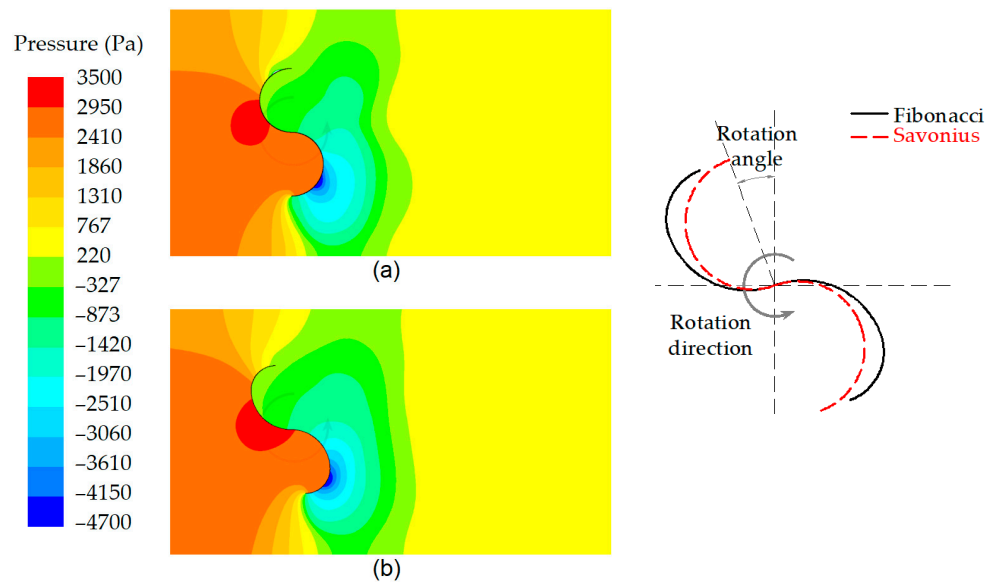 Pressure (Pa)
3500
2950
2410
1860
1310
767
220
−327
−873
−1420
−1970
−2510
−3060
−3610
−4150
−4700
(a)
(b)
Fibonacci
Savonius
Rotation
angle
Rotation
direction